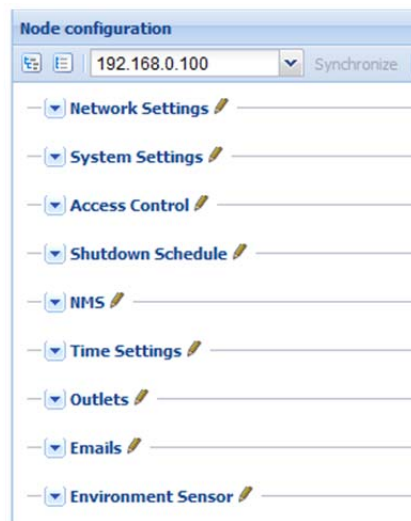 Node configuration
192.168.0.100 Synchronize
Network Settings
System Settings
Access Control
Shutdown Schedule
NMS
Time Settings
Outlets
Emails
Environment Sensor